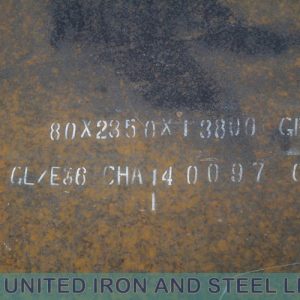 80X2350X13800
GL/E36 CHA140097
UNITED IRON AND STEEL